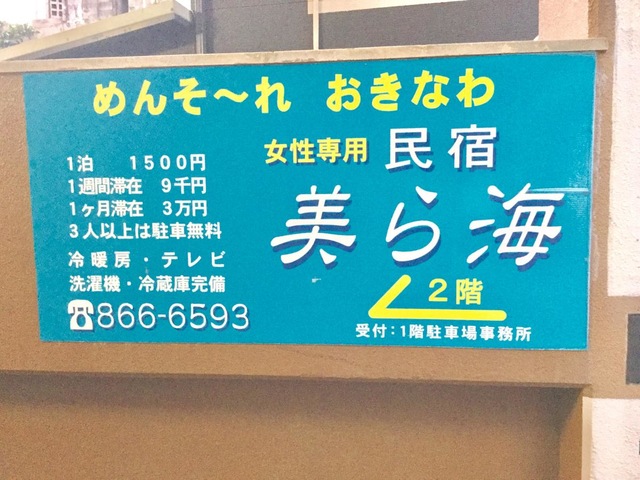 めんそ～れ おきなわ
女性専用 民宿
美ら海
2階
受付：1階駐車場事務所
1泊 1500円
1週間滞在 9千円
1ヶ月滞在 3万円
3人以上は駐車無料
冷暖房・テレビ
洗濯機・冷蔵庫完備
☎866-6593